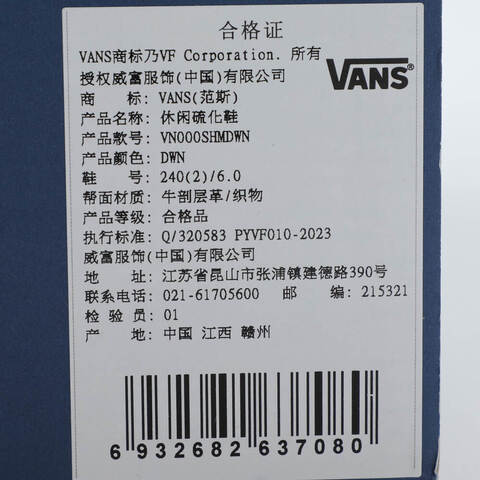 合格证
VANS商标乃VF Corporation. 所有
授权威富服饰(中国)有限公司
VANS®
商 标: VANS(范斯)
产品名称: 休闲硫化鞋
产品款号: VN000SHMDWN
产品颜色: DWN
鞋 号: 240(2)/6.0
帮面材质: 牛剖层革/织物
产品等级: 合格品
执行标准: Q/320583 PYVF010-2023
威富服饰(中国)有限公司
地 址: 江苏省昆山市张浦镇建德路390号
联系电话: 021-61705600 邮 编: 215321
检 验 员: 01
产 地: 中国 江西 赣州
6 932682 637080